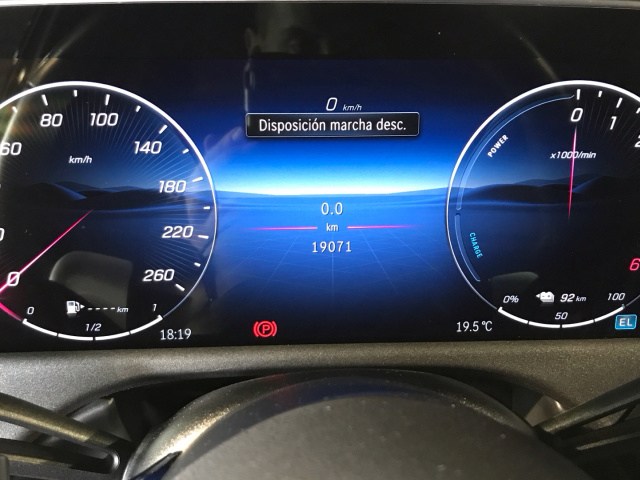 0 km/h
Disposición marcha desc.
60 80 100 140 180 220 260
km/h
0
0 1/2 1
-----km
18:19
0.0
km
19071
P
POWER
CHARGE
0 1 2
x1000/min
6
0% 50 100
92 km
19.5 °C
EL